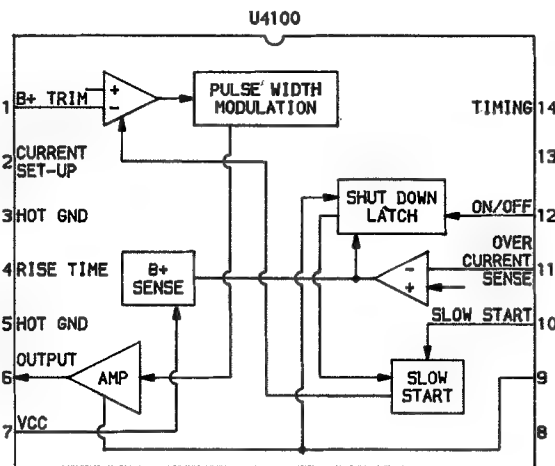 U4100
1 B+ TRIM
+
−
PULSE WIDTH
MODULATION
TIMING 14
2 CURRENT
SET-UP
13
3 HOT GND
SHUT DOWN
LATCH
ON/OFF 12
4 RISE TIME
B+
SENSE
−
+
OVER
CURRENT 11
SENSE
5 HOT GND
SLOW START 10
6 OUTPUT
AMP
SLOW
START
9
7 VCC
8